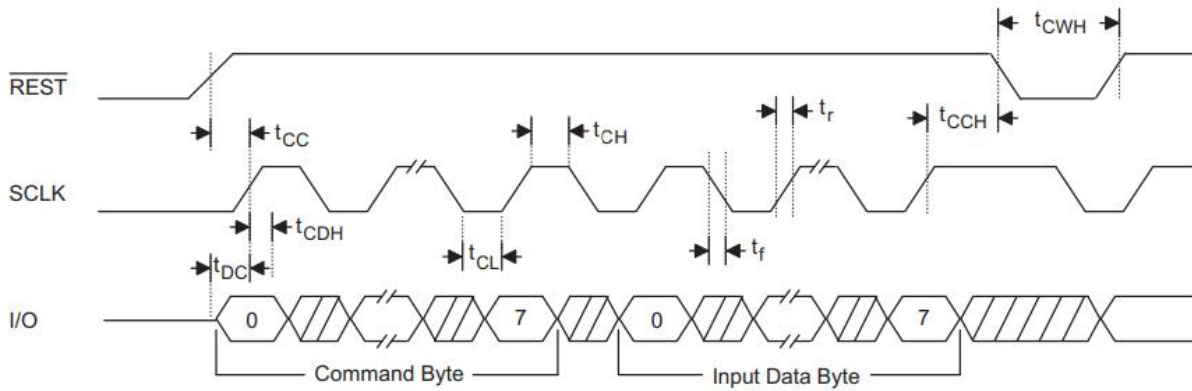 tCWH
REST
tCC
tCH
tr
tCCH
SCLK
tCDH
tDC
tCL
tf
I/O
0
7
0
7
Command Byte
Input Data Byte